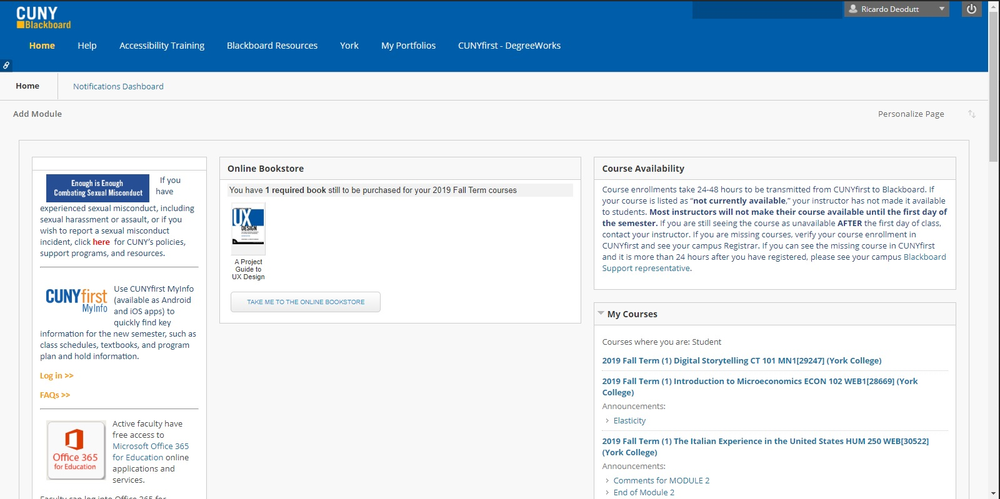 CUNY
Blackboard
Ricardo Deodutt
Home
Help
Accessibility Training
Blackboard Resources
York
My Portfolios
CUNYfirst - DegreeWorks
Home
Notifications Dashboard
Add Module
Personalize Page
Enough is Enough
Combating Sexual Misconduct
If you
have
experienced sexual misconduct, including
sexual harassment or assault, or if you
wish to report a sexual misconduct
incident, click here for CUNY's policies,
support programs, and resources.
CUNYfirst
MyInfo
Use CUNYfirst MyInfo
(available as Android
and iOS apps) to
quickly find key
information for the new semester, such as
class schedules, textbooks, and program
plan and hold information.
Log in >>
FAQs >>
Office 365
for Education
Active faculty have
free access to
Microsoft Office 365
for Education online
applications and
services.
Faculty can log into Office 365 for
Online Bookstore
You have 1 required book still to be purchased for your 2019 Fall Term courses
UX
DESIGN
A Project
Guide to
UX Design
TAKE ME TO THE ONLINE BOOKSTORE
Course Availability
Course enrollments take 24-48 hours to be transmitted from CUNYfirst to Blackboard. If
your course is listed as “not currently available,” your instructor has not made it available
to students. Most instructors will not make their course available until the first day of
the semester. If you are still seeing the course as unavailable AFTER the first day of class,
contact your instructor. If you are missing courses, verify your course enrollment in
CUNYfirst and see your campus Registrar. If you can see the missing course in CUNYfirst
and it is more than 24 hours after you have registered, please see your campus Blackboard
Support representative.
My Courses
Courses where you are: Student
2019 Fall Term (1) Digital Storytelling CT 101 MN1[29247] (York College)
2019 Fall Term (1) Introduction to Microeconomics ECON 102 WEB1[28669] (York
College)
Announcements:
Elasticity
2019 Fall Term (1) The Italian Experience in the United States HUM 250 WEB[30522]
(York College)
Announcements:
Comments for MODULE 2
End of Module 2